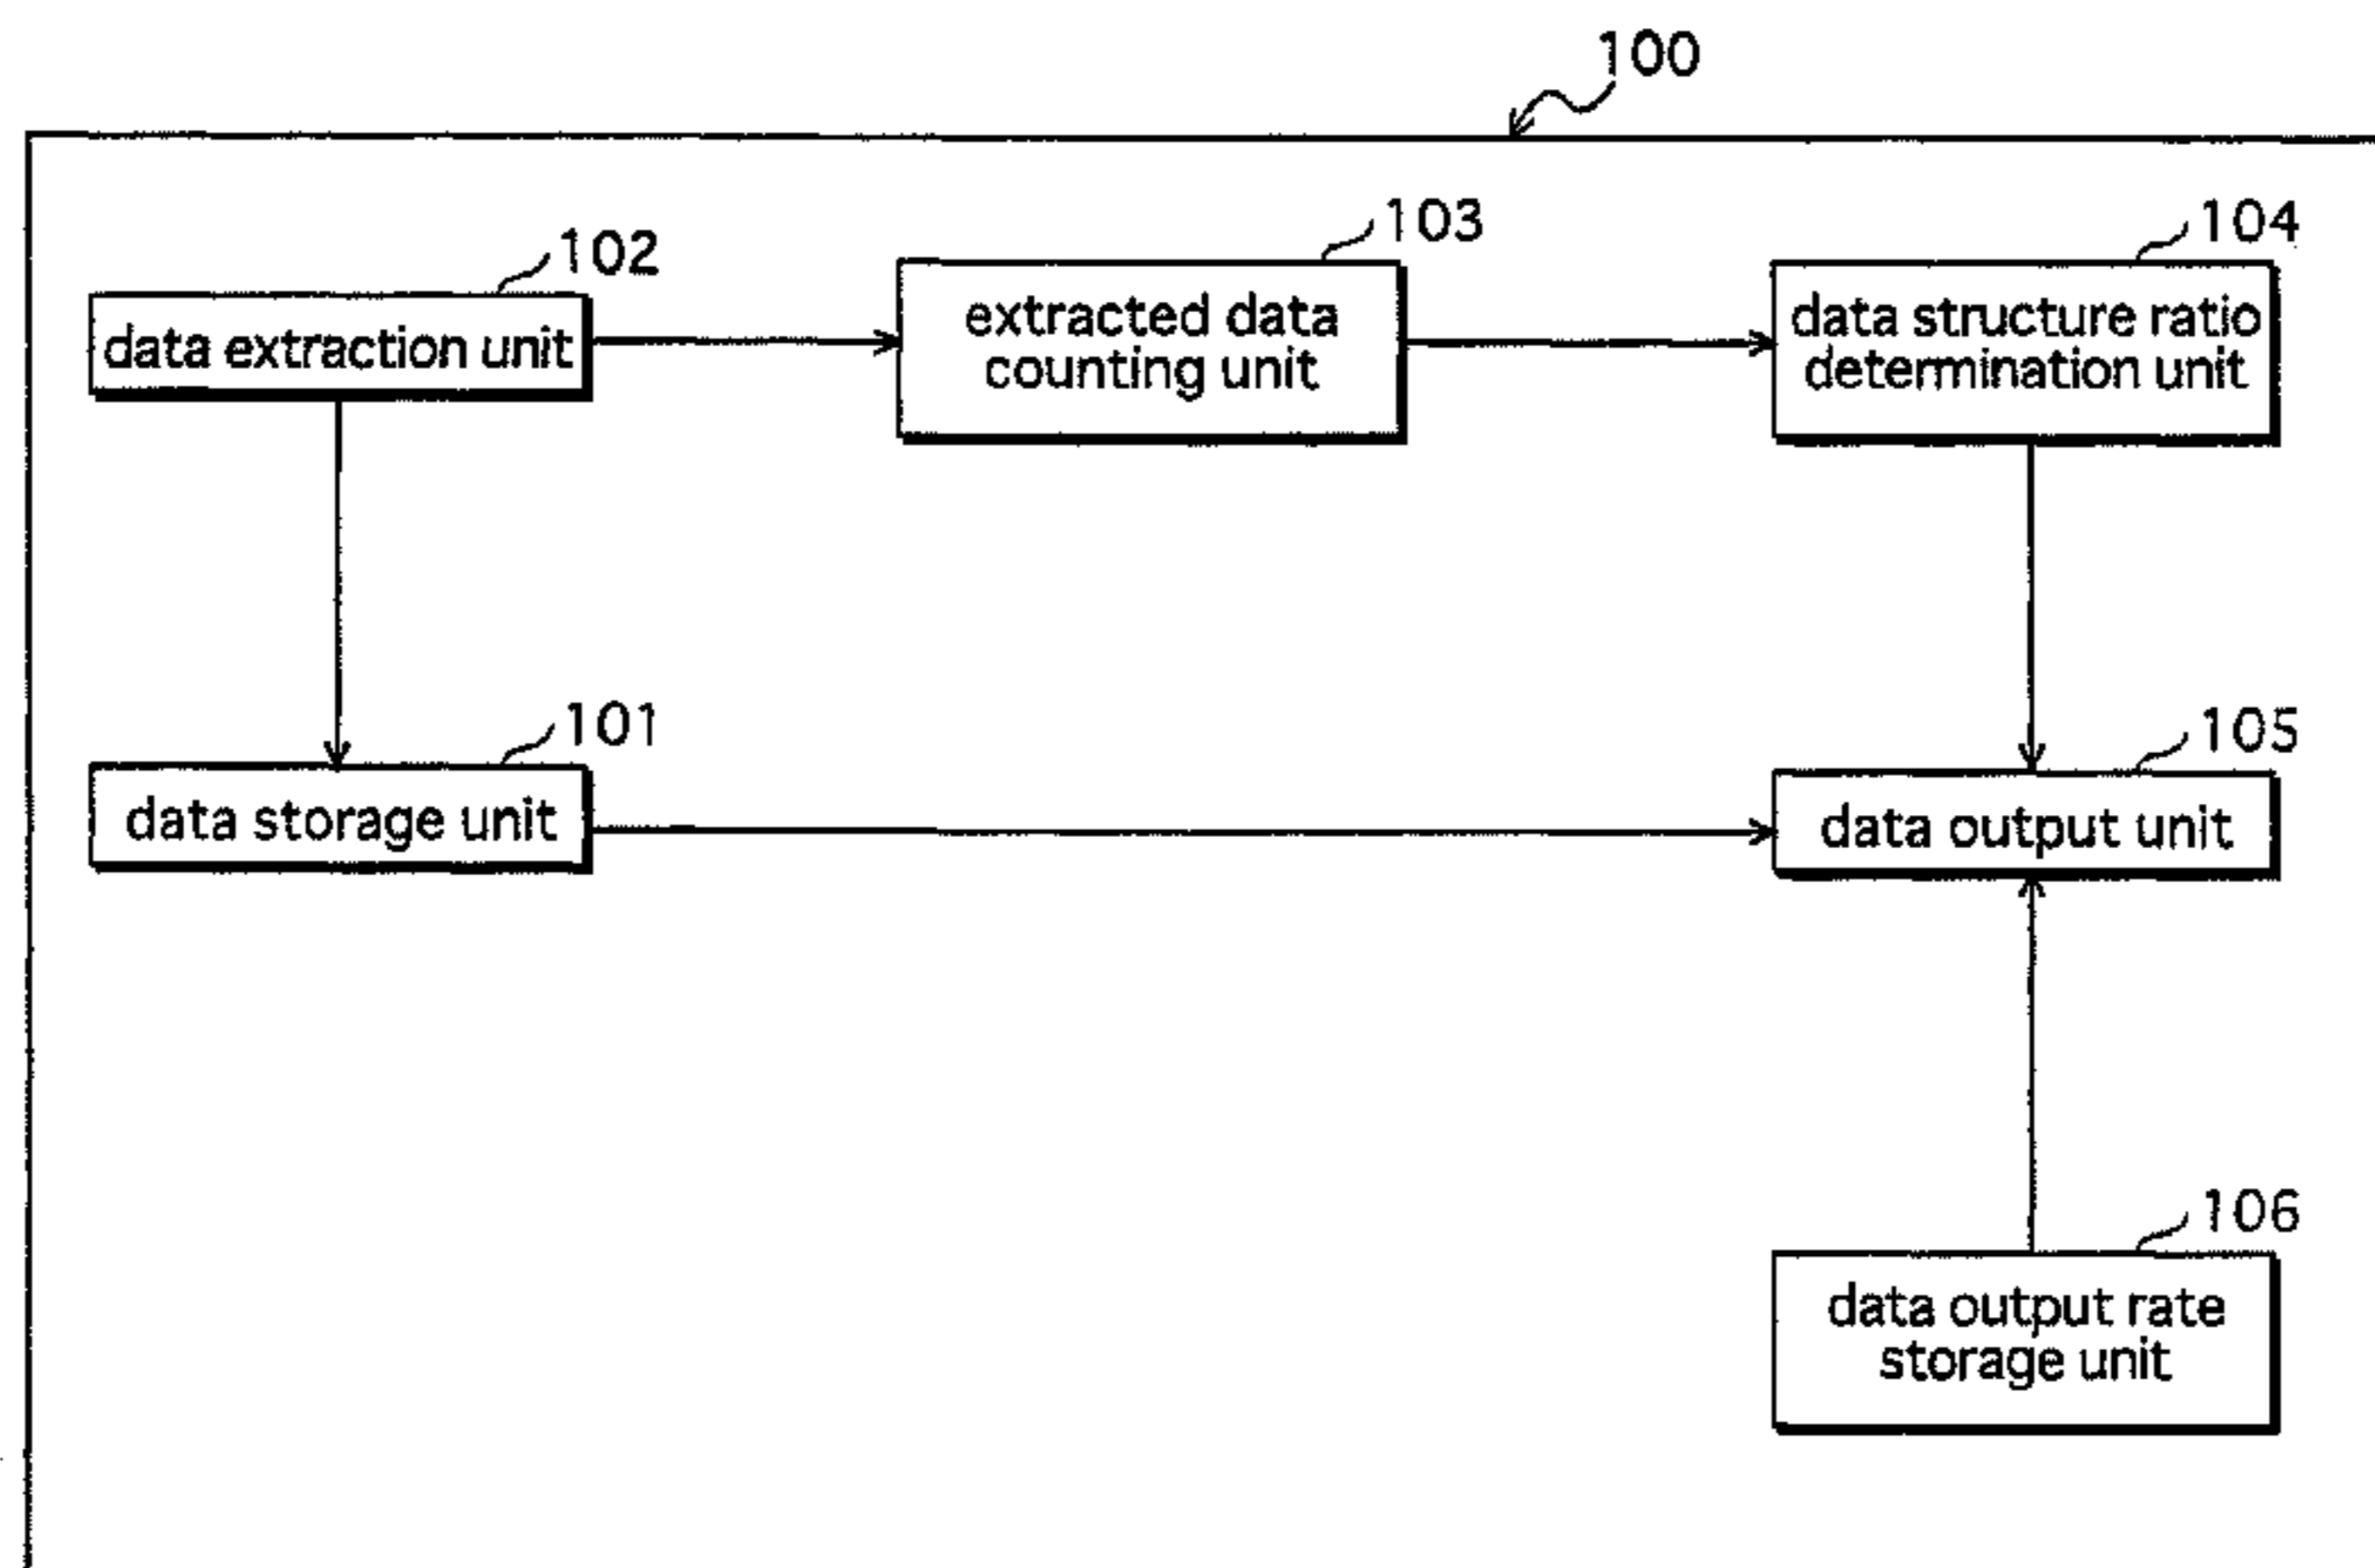 100
102
data extraction unit
103
extracted data
counting unit
104
data structure ratio
determination unit
101
data storage unit
105
data output unit
106
data output rate
storage unit